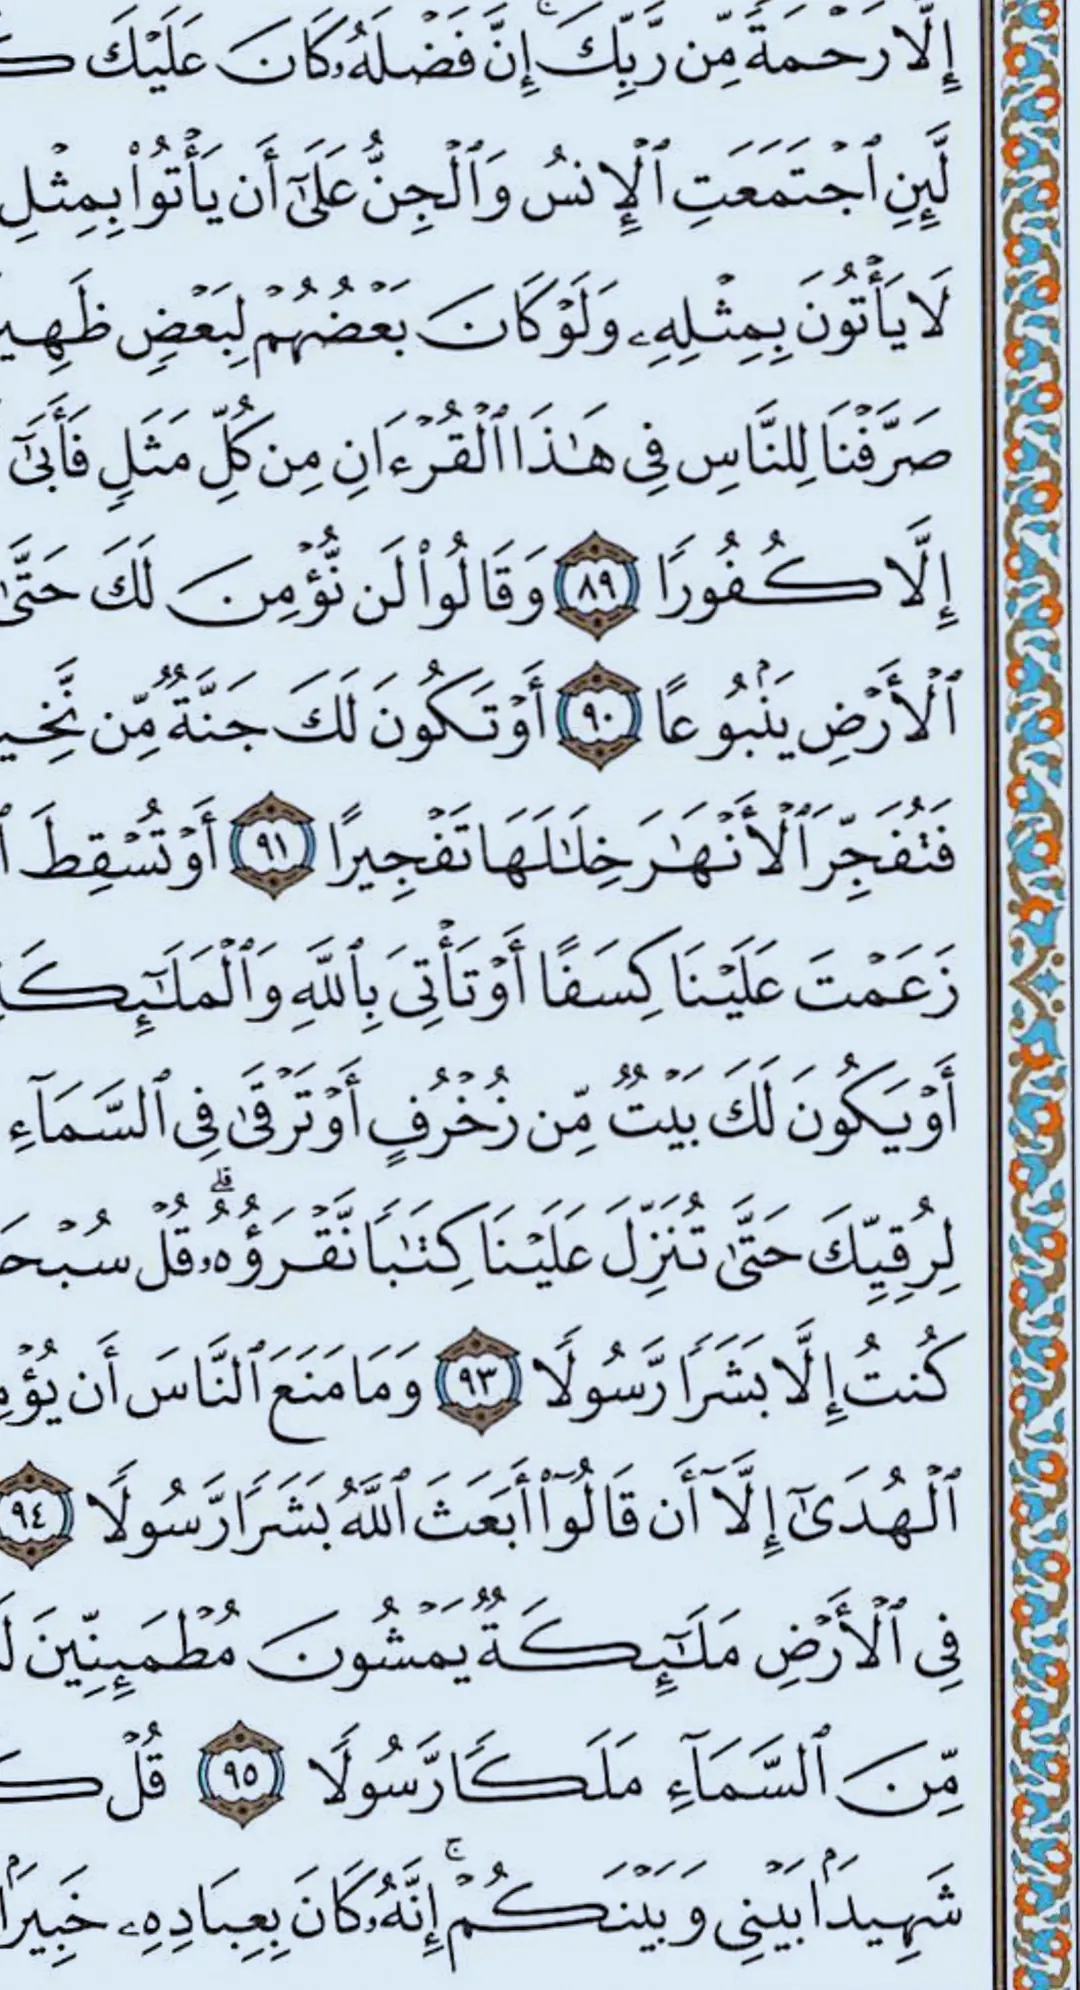 إِلَّا رَحْمَةً مِّن رَّبِّكَ ۚ إِنَّ فَضْلَهُۥ كَانَ عَلَيْكَ
لَّئِنِ ٱجْتَمَعَتِ ٱلْإِنسُ وَٱلْجِنُّ عَلَىٰٓ أَن يَأْتُوا۟ بِمِثْلِ
لَا يَأْتُونَ بِمِثْلِهِۦ وَلَوْ كَانَ بَعْضُهُمْ لِبَعْضٍ ظَهِي
صَرَّفْنَا لِلنَّاسِ فِى هَـٰذَا ٱلْقُرْءَانِ مِن كُلِّ مَثَلٍ فَأَبَىٰٓ
إِلَّا كُفُورًا ٨٩ وَقَالُوا۟ لَن نُّؤْمِنَ لَكَ حَتَّىٰ
ٱلْأَرْضِ يَنۢبُوعًا ٩٠ أَوْ تَكُونَ لَكَ جَنَّةٌ مِّن نَّخِي
فَتُفَجِّرَ ٱلْأَنْهَـٰرَ خِلَـٰلَهَا تَفْجِيرًا ٩١ أَوْ تُسْقِطَ
زَعَمْتَ عَلَيْنَا كِسَفًا أَوْ تَأْتِىَ بِٱللَّهِ وَٱلْمَلَـٰٓئِكَ
أَوْ يَكُونَ لَكَ بَيْتٌ مِّن زُخْرُفٍ أَوْ تَرْقَىٰ فِى ٱلسَّمَآءِ
لِرُقِيِّكَ حَتَّىٰ تُنَزِّلَ عَلَيْنَا كِتَـٰبًا نَّقْرَؤُهُۥ ۗ قُلْ سُبْحَ
كُنتُ إِلَّا بَشَرًا رَّسُولًا ٩٣ وَمَا مَنَعَ ٱلنَّاسَ أَن يُؤْمِ
ٱلْهُدَىٰٓ إِلَّآ أَن قَالُوٓا۟ أَبَعَثَ ٱللَّهُ بَشَرًا رَّسُولًا ٩٤
فِى ٱلْأَرْضِ مَلَـٰٓئِكَةٌ يَمْشُونَ مُطْمَئِنِّينَ لَ
مِّنَ ٱلسَّمَآءِ مَلَكًا رَّسُولًا ٩٥ قُلْ كَ
شَهِيدًۢا بَيْنِى وَبَيْنَكُمْ ۚ إِنَّهُۥ كَانَ بِعِبَادِهِۦ خَبِيرًۢا